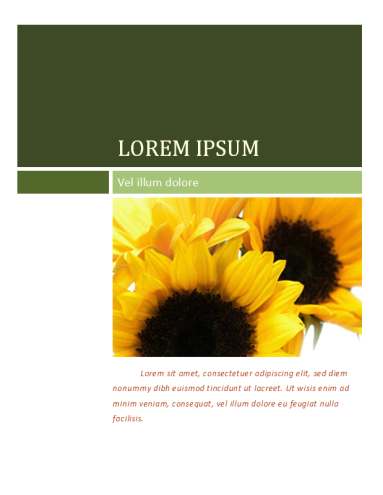 LOREM IPSUM
Vel illum dolore
Lorem sit amet, consectetuer adipiscing elit, sed diem
nonummy dibh euismod tincidunt ut lacreet. Ut wisis enim ad
minim veniam, consequat, vel illum dolore eu feugiat nulla
facilisis.